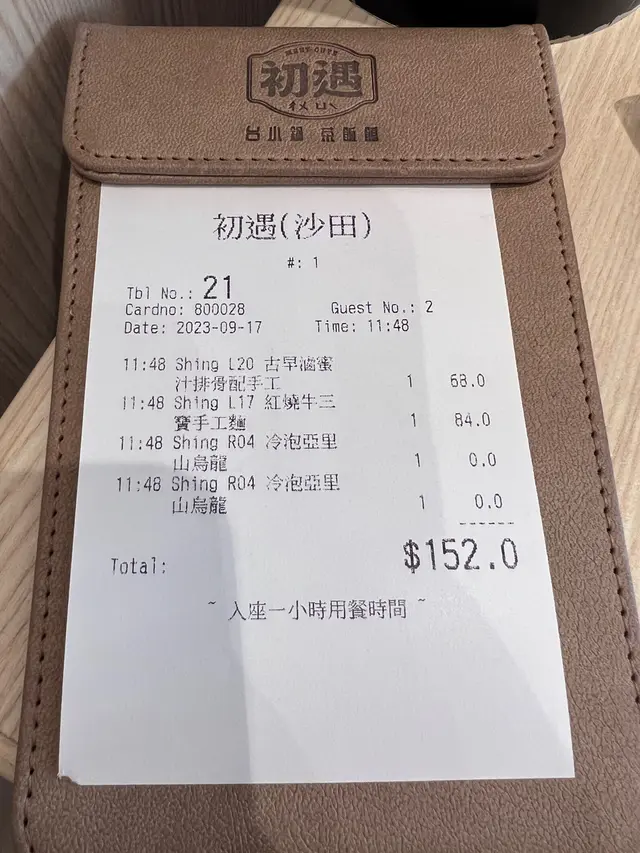 初遇
台小鍋 茶飯麵
初遇(沙田)
#: 1
Tbl No.: 21
Cardno: 800028 Guest No.: 2
Date: 2023-09-17 Time: 11:48
11:48 Shing L20 古早滷蜜
汁排骨配手工 1 68.0
11:48 Shing L17 紅燒牛三
寶手工麵 1 84.0
11:48 Shing R04 冷泡亞里
山烏龍 1 0.0
11:48 Shing R04 冷泡亞里
山烏龍 1 0.0
Total: $152.0
~ 入座一小時用餐時間 ~